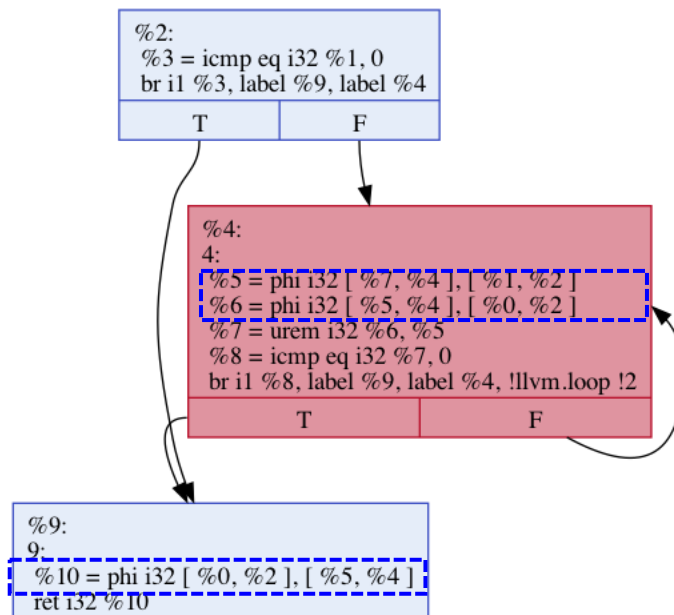 %2:
%3 = icmp eq i32 %1, 0
br i1 %3, label %9, label %4
T F
%4:
4:
%5 = phi i32 [ %7, %4 ], [ %1, %2 ]
%6 = phi i32 [ %5, %4 ], [ %0, %2 ]
%7 = urem i32 %6, %5
%8 = icmp eq i32 %7, 0
br i1 %8, label %9, label %4, !llvm.loop !2
T F
%9:
9:
%10 = phi i32 [ %0, %2 ], [ %5, %4 ]
ret i32 %10